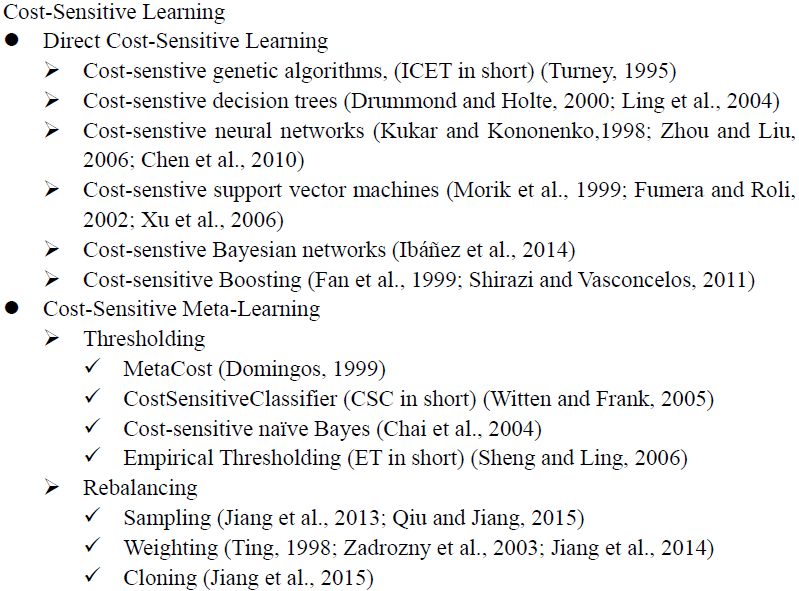 Cost-Sensitive Learning
● Direct Cost-Sensitive Learning
➢ Cost-senstive genetic algorithms, (ICET in short) (Turney, 1995)
➢ Cost-senstive decision trees (Drummond and Holte, 2000; Ling et al., 2004)
➢ Cost-senstive neural networks (Kukar and Kononenko,1998; Zhou and Liu,
2006; Chen et al., 2010)
➢ Cost-senstive support vector machines (Morik et al., 1999; Fumera and Roli,
2002; Xu et al., 2006)
➢ Cost-senstive Bayesian networks (Ibáñez et al., 2014)
➢ Cost-sensitive Boosting (Fan et al., 1999; Shirazi and Vasconcelos, 2011)
● Cost-Sensitive Meta-Learning
➢ Thresholding
✓ MetaCost (Domingos, 1999)
✓ CostSensitiveClassifier (CSC in short) (Witten and Frank, 2005)
✓ Cost-sensitive naïve Bayes (Chai et al., 2004)
✓ Empirical Thresholding (ET in short) (Sheng and Ling, 2006)
➢ Rebalancing
✓ Sampling (Jiang et al., 2013; Qiu and Jiang, 2015)
✓ Weighting (Ting, 1998; Zadrozny et al., 2003; Jiang et al., 2014)
✓ Cloning (Jiang et al., 2015)